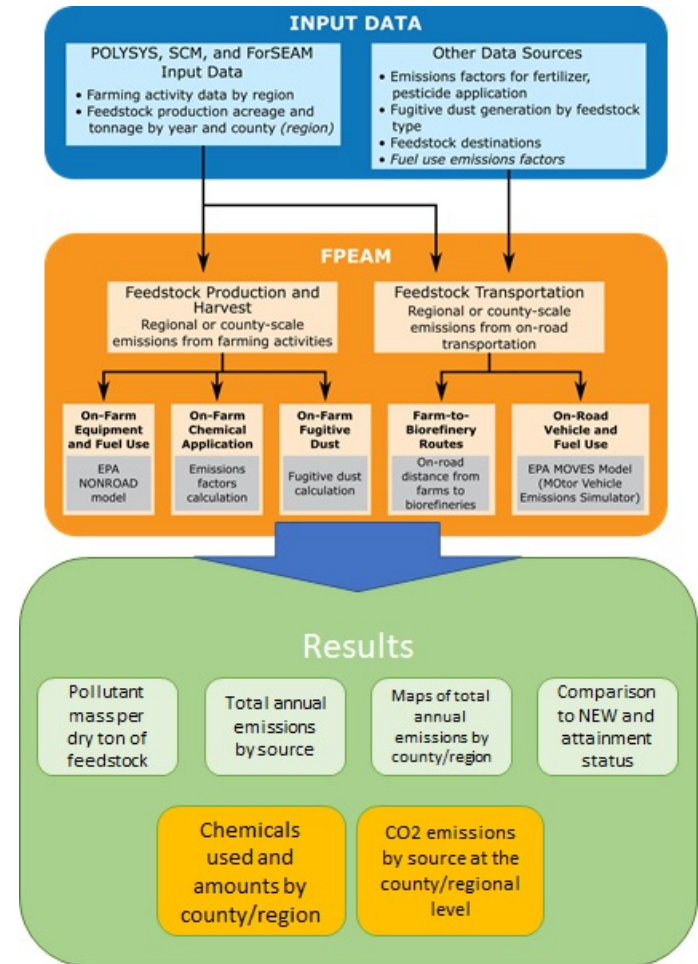 INPUT DATA
POLYSYS, SCM, and ForSEAM
Input Data
• Farming activity data by region
• Feedstock production acreage and
tonnage by year and county (region)
Other Data Sources
• Emissions factors for fertilizer,
pesticide application
• Fugitive dust generation by feedstock
type
• Feedstock destinations
• Fuel use emissions factors
FPEAM
Feedstock Production and
Harvest
Regional or county-scale
emissions from farming activities
Feedstock Transportation
Regional or county-scale
emissions from on-road
transportation
On-Farm
Equipment
and Fuel Use
EPA
NONROAD
model
On-Farm
Chemical
Application
Emissions
factors
calculation
On-Farm
Fugitive
Dust
Fugitive dust
calculation
Farm-to-
Biorefinery
Routes
On-road
distance from
farms to
biorefineries
On-Road
Vehicle and
Fuel Use
EPA MOVES Model
(MOtor Vehicle
Emissions Simulator)
Results
Pollutant
mass per
dry ton of
feedstock
Total annual
emissions
by source
Maps of total
annual
emissions by
county/region
Comparison
to NEW and
attainment
status
Chemicals
used and
amounts by
county/region
CO2 emissions
by source at the
county/regional
level